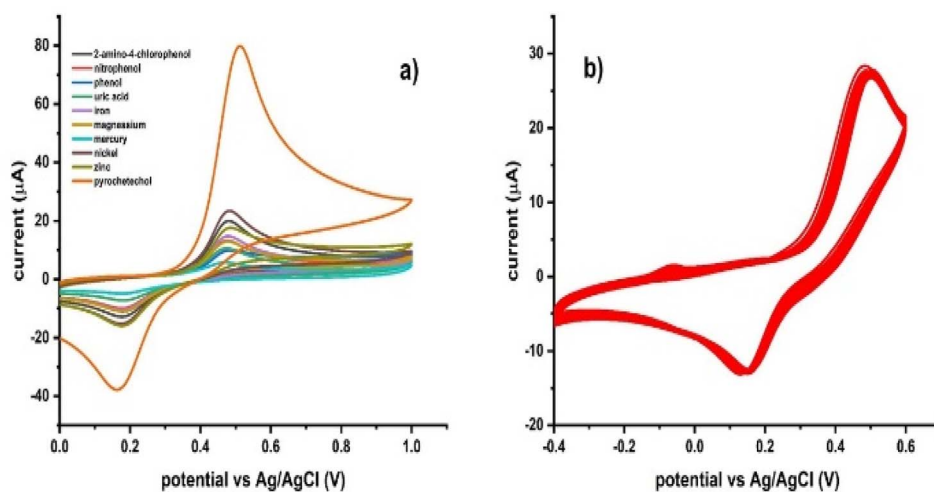 a)
80
60
40
20
0
-20
-40
current (μA)
2-amino-4-chlorophenol
nitrophenol
phenol
uric acid
iron
magnessium
mercury
nickel
zinc
pyrochetechol
0.0 0.2 0.4 0.6 0.8 1.0
potential vs Ag/AgCl (V)
b)
30
20
10
0
-10
-20
current (μA)
-0.4 -0.2 0.0 0.2 0.4 0.6
potential vs Ag/AgCl (V)